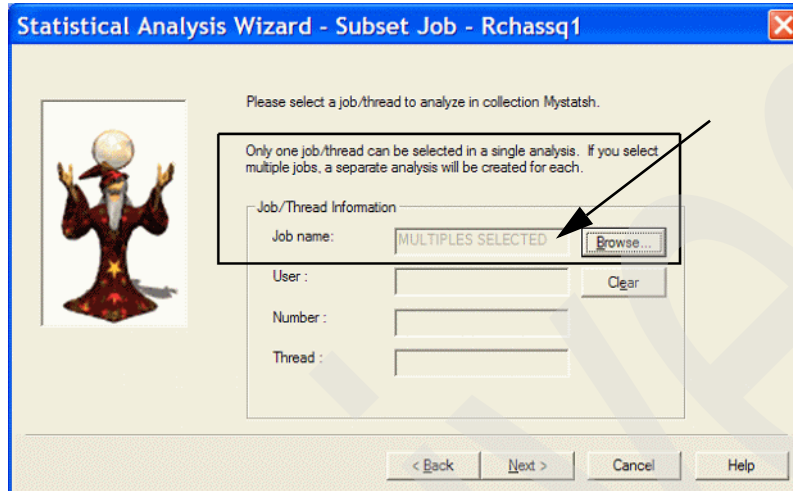 Statistical Analysis Wizard - Subset Job - Rchassq1
Please select a job/thread to analyze in collection Mystatsh.
Only one job/thread can be selected in a single analysis. If you select
multiple jobs, a separate analysis will be created for each.
Job/Thread Information
Job name:
MULTIPLES SELECTED
Browse...
User :
Clear
Number :
Thread :
< Back
Next >
Cancel
Help